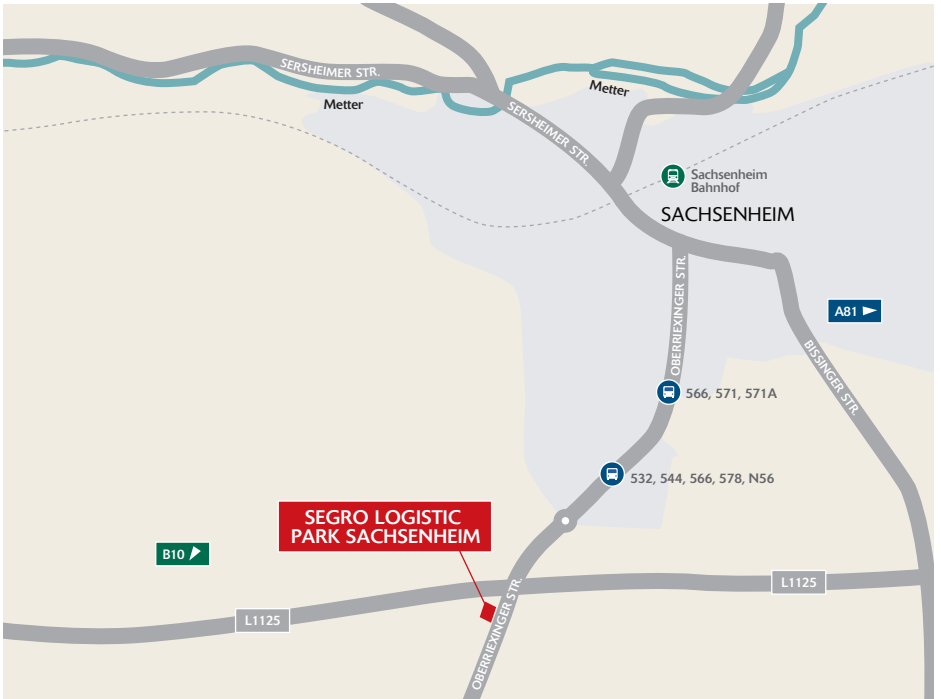 SERSHEIMER STR.
Metter
Metter
SERSHEIMER STR.
Sachsenheim
Bahnhof
SACHSENHEIM
OBERRIEXINGER STR.
A81
BISSINGER STR.
566, 571, 571A
532, 544, 566, 578, N56
SEGRO LOGISTIC
PARK SACHSENHEIM
B10
L1125
L1125
OBERRIEXINGER STR.